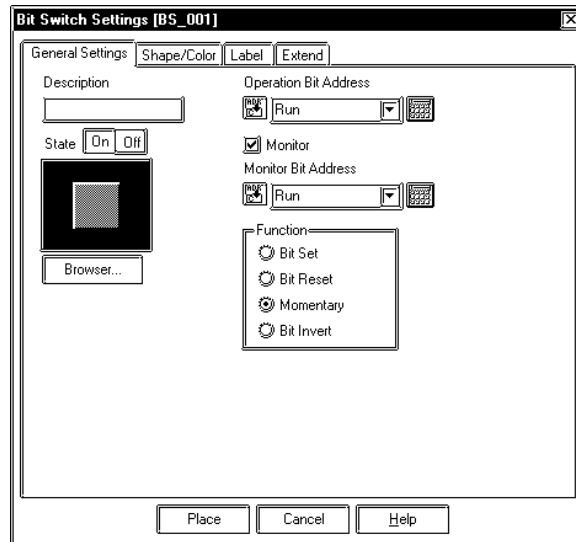 Bit Switch Settings [BS_001]
General Settings Shape/Color Label Extend
Description Operation Bit Address
Run
State On Off Monitor
Monitor Bit Address
Run
Function
Bit Set
Browser... Bit Reset
Momentary
Bit Invert
Place Cancel Help